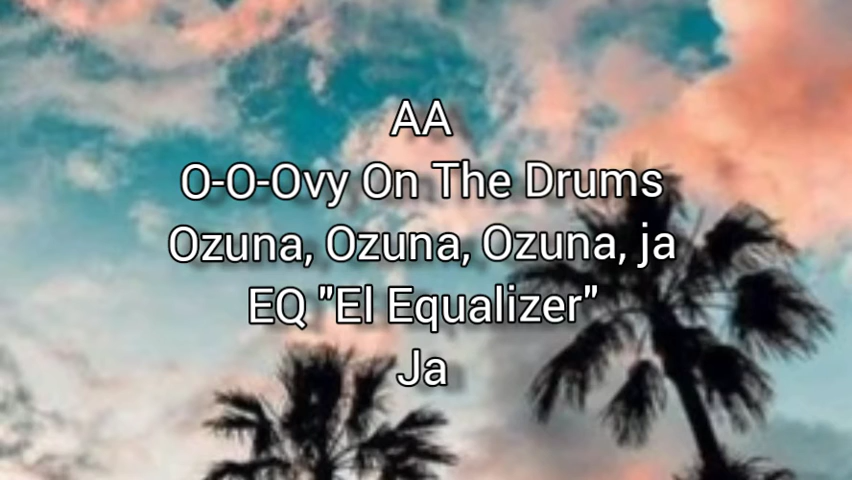 AA
O-O-Ovy On The Drums
Ozuna, Ozuna, Ozuna, ja
EQ "El Equalizer"
Ja